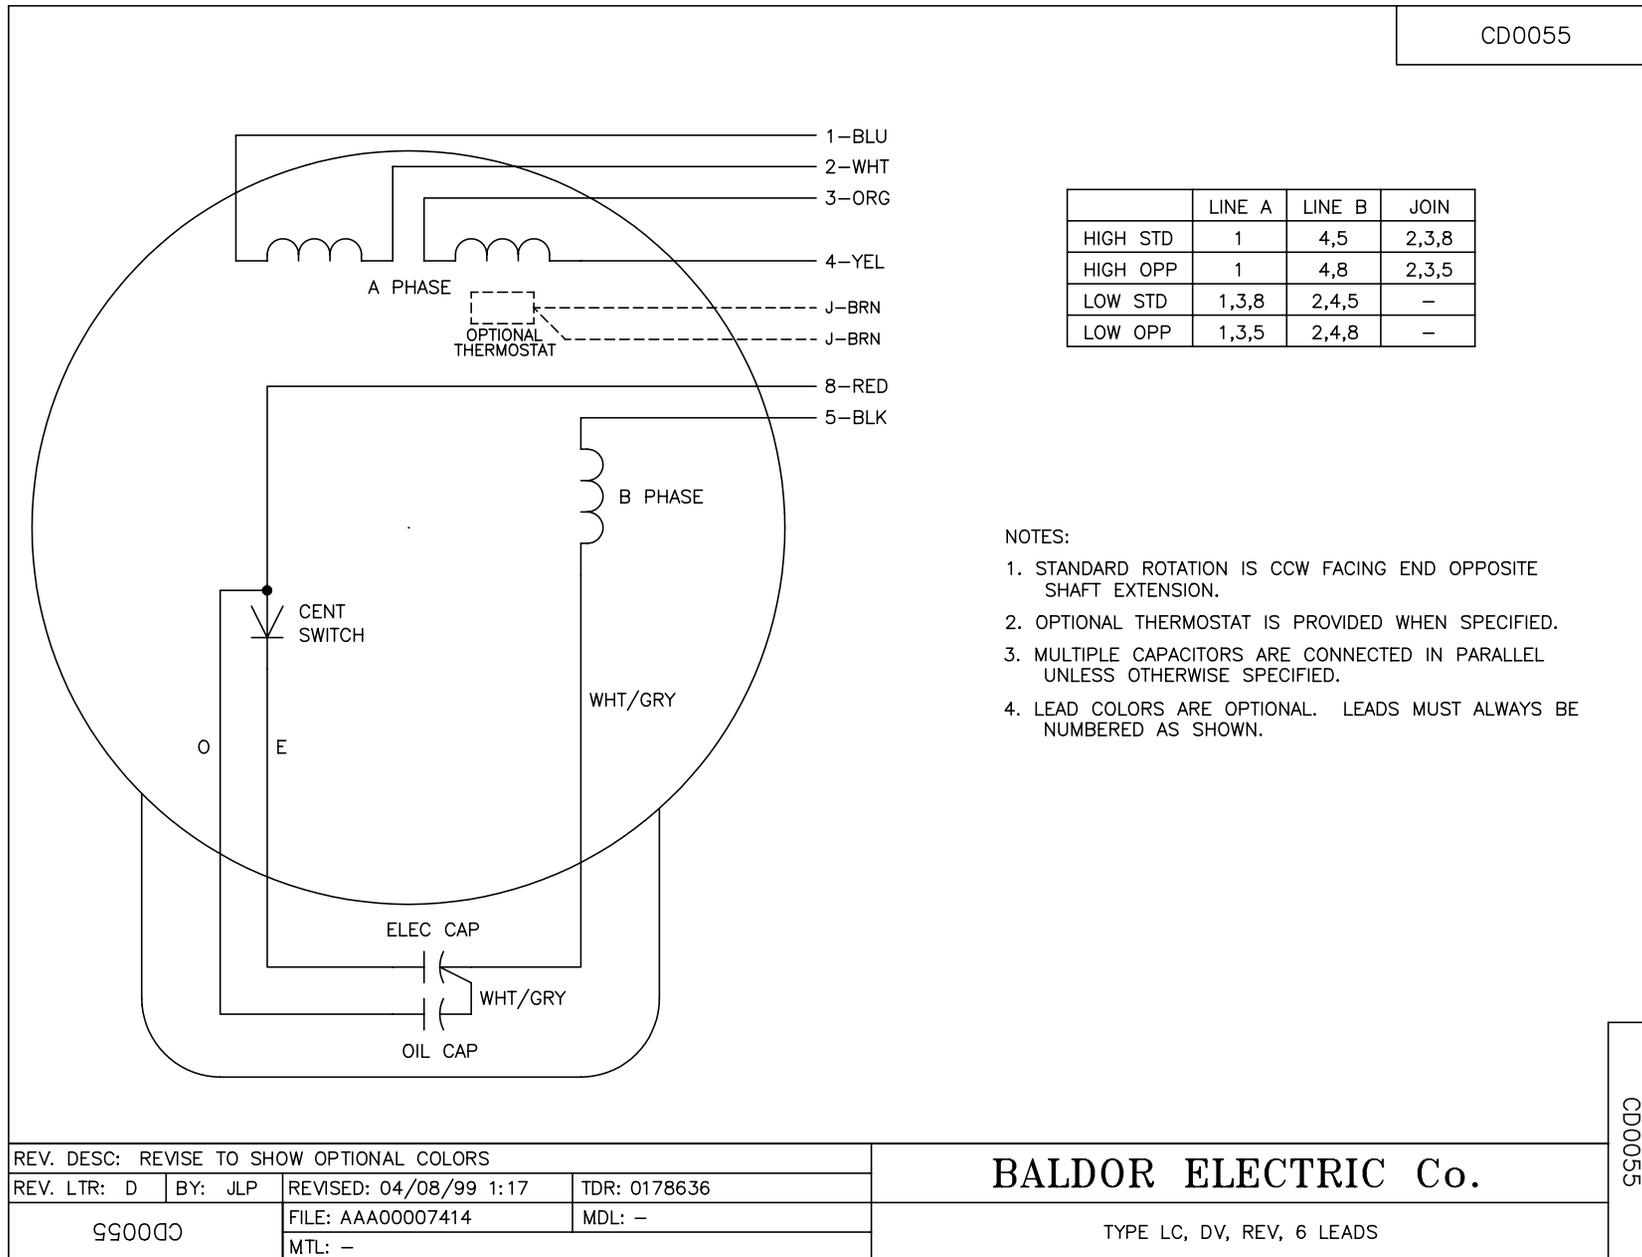 CD0055
1-BLU
2-WHT
3-ORG
4-YEL
A PHASE
J-BRN
OPTIONAL
THERMOSTAT
J-BRN
8-RED
5-BLK
B PHASE
CENT
SWITCH
WHT/GRY
O E
ELEC CAP
WHT/GRY
OIL CAP
LINE A LINE B JOIN
HIGH STD 1 4,5 2,3,8
HIGH OPP 1 4,8 2,3,5
LOW STD 1,3,8 2,4,5 -
LOW OPP 1,3,5 2,4,8 -
NOTES:
1. STANDARD ROTATION IS CCW FACING END OPPOSITE
SHAFT EXTENSION.
2. OPTIONAL THERMOSTAT IS PROVIDED WHEN SPECIFIED.
3. MULTIPLE CAPACITORS ARE CONNECTED IN PARALLEL
UNLESS OTHERWISE SPECIFIED.
4. LEAD COLORS ARE OPTIONAL. LEADS MUST ALWAYS BE
NUMBERED AS SHOWN.
CD0055
REV. DESC: REVISE TO SHOW OPTIONAL COLORS
REV. LTR: D BY: JLP REVISED: 04/08/99 1:17 TDR: 0178636
CD0055
FILE: AAA00007414 MDL: -
MTL: -
BALDOR ELECTRIC Co.
TYPE LC, DV, REV, 6 LEADS